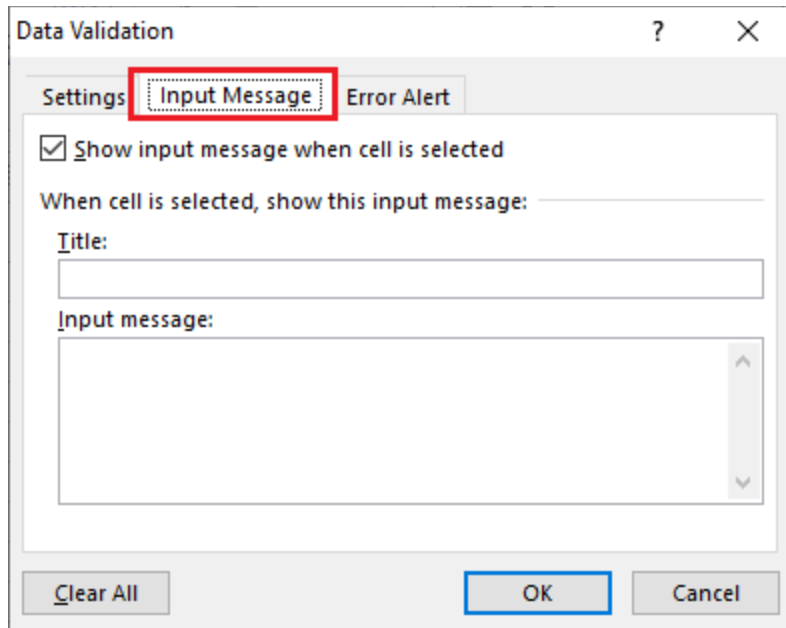 Data Validation ?
Settings Input Message Error Alert
Show input message when cell is selected
When cell is selected, show this input message:
Title:
Input message:
Clear All OK Cancel